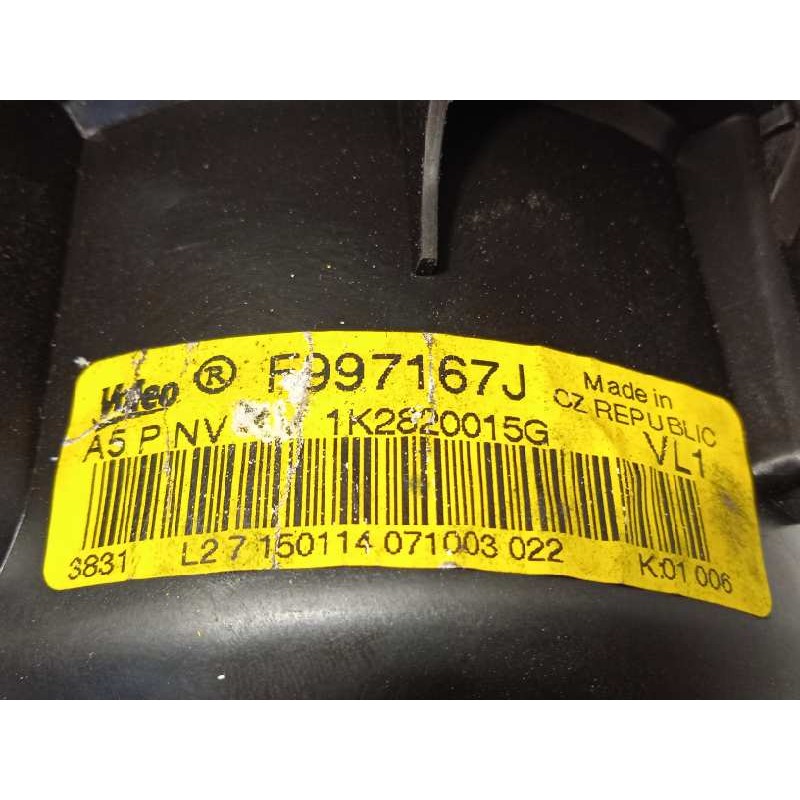 Valeo ® F997167J Made in
CZ REPUBLIC
A5 P NV 1K2820015G VL1
3831 L2 7 150114 071003 022 K:01 006